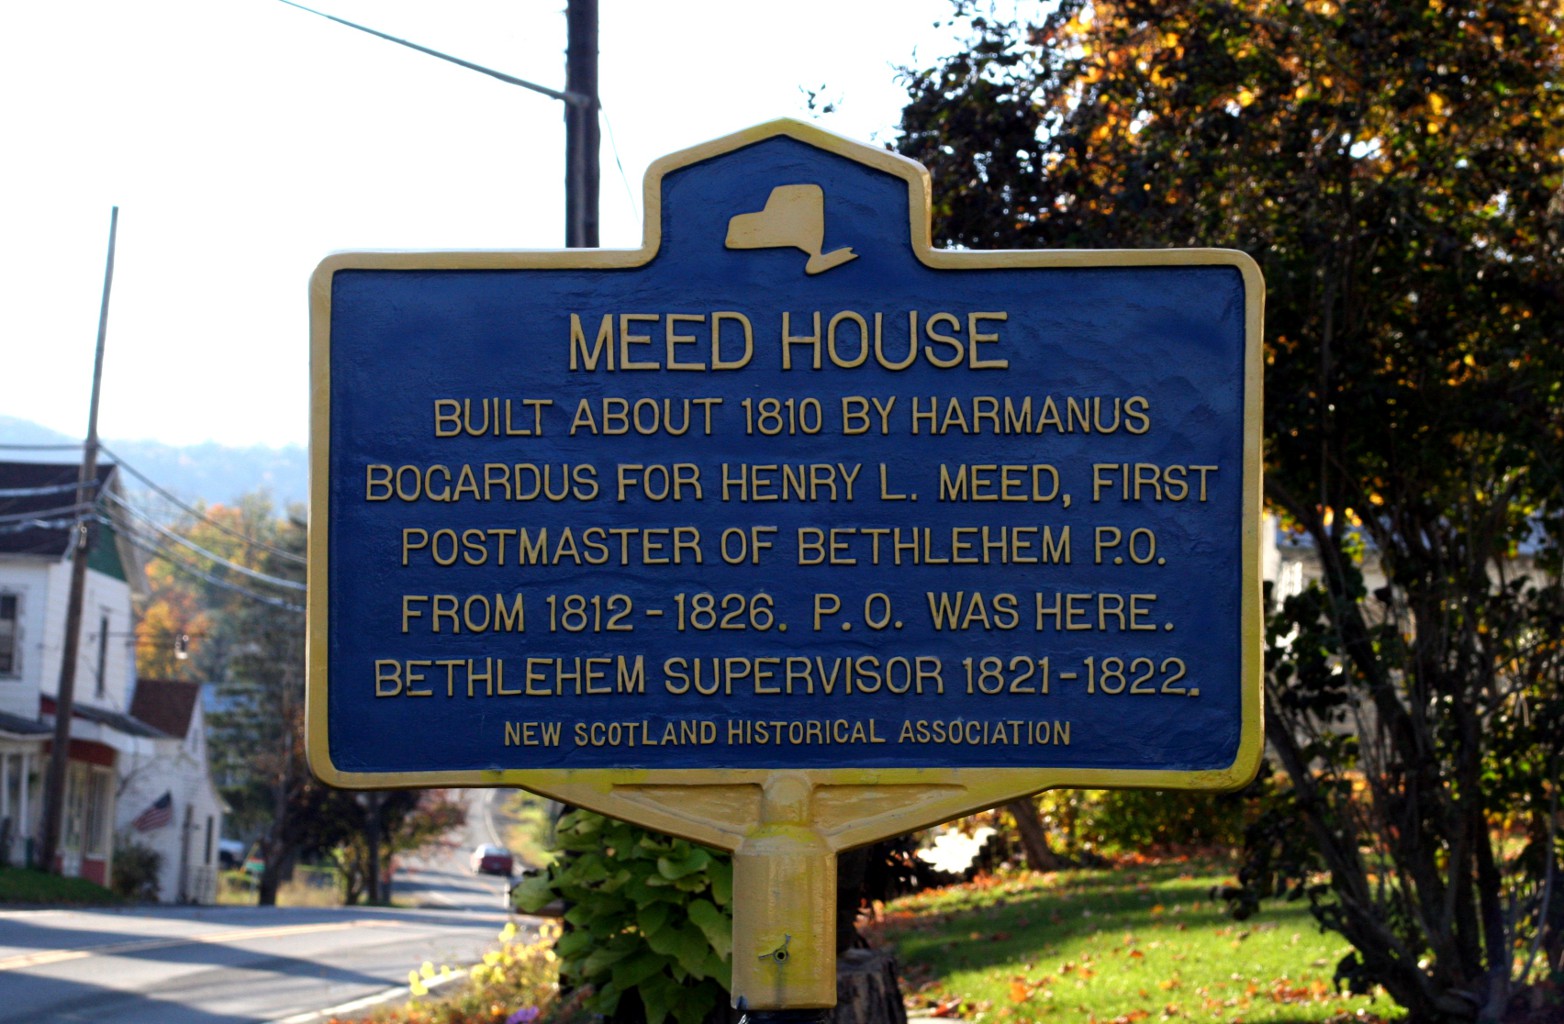 MEED HOUSE
BUILT ABOUT 1810 BY HARMANUS
BOGARDUS FOR HENRY L. MEED, FIRST
POSTMASTER OF BETHLEHEM P.O.
FROM 1812-1826. P.O. WAS HERE.
BETHLEHEM SUPERVISOR 1821-1822.
NEW SCOTLAND HISTORICAL ASSOCIATION